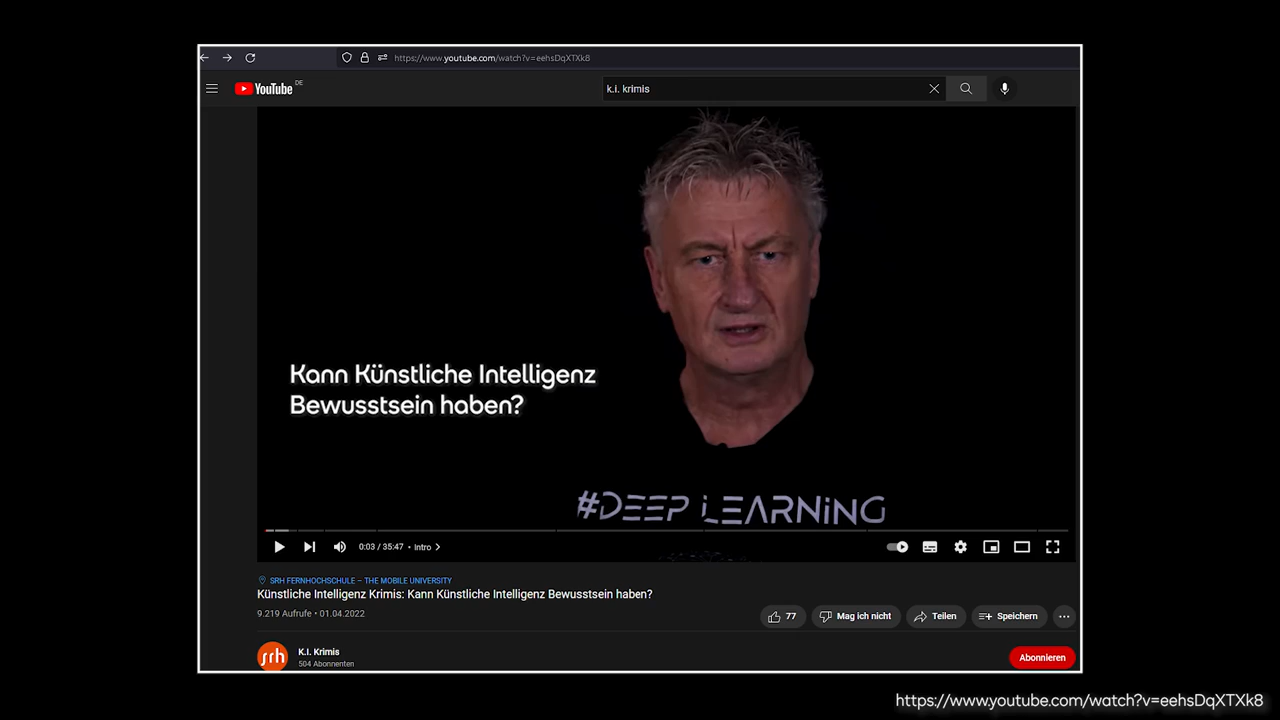 https://www.youtube.com/watch?v=eehsDqXTXk8
YouTube DE
k.i. krimis
Kann Künstliche Intelligenz
Bewusstsein haben?
#DEEP LEARNING
0:03 / 35:47 • Intro
SRH FERNHOCHSCHULE – THE MOBILE UNIVERSITY
Künstliche Intelligenz Krimis: Kann Künstliche Intelligenz Bewusstsein haben?
9.219 Aufrufe • 01.04.2022
77 Mag ich nicht Teilen Speichern
srh K.I. Krimis
504 Abonnenten
Abonnieren
https://www.youtube.com/watch?v=eehsDqXTXk8